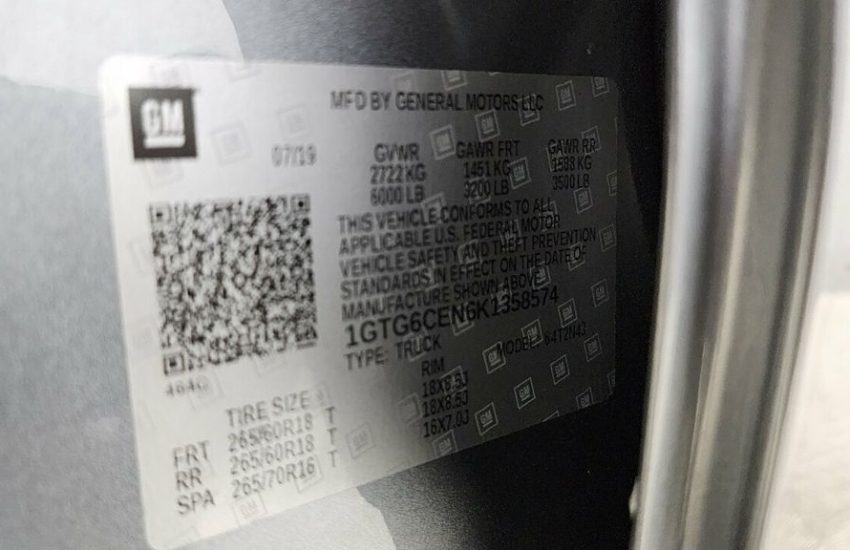 GM
MFD BY GENERAL MOTORS LLC
07/19
GVWR GAWR FRT GAWR RR
2722 KG 1451 KG 1588 KG
6000 LB 3200 LB 3500 LB
THIS VEHICLE CONFORMS TO ALL
APPLICABLE U.S. FEDERAL MOTOR
VEHICLE SAFETY AND THEFT PREVENTION
STANDARDS IN EFFECT ON THE DATE OF
MANUFACTURE SHOWN ABOVE
1GTG6CEN6K1358574
TYPE: TRUCK MODEL:
TIRE SIZE RIM
FRT 265/60R18 T 18X8.5J
RR 265/60R18 T 18X8.5J
SPA 265/70R16 T 16X7.0J